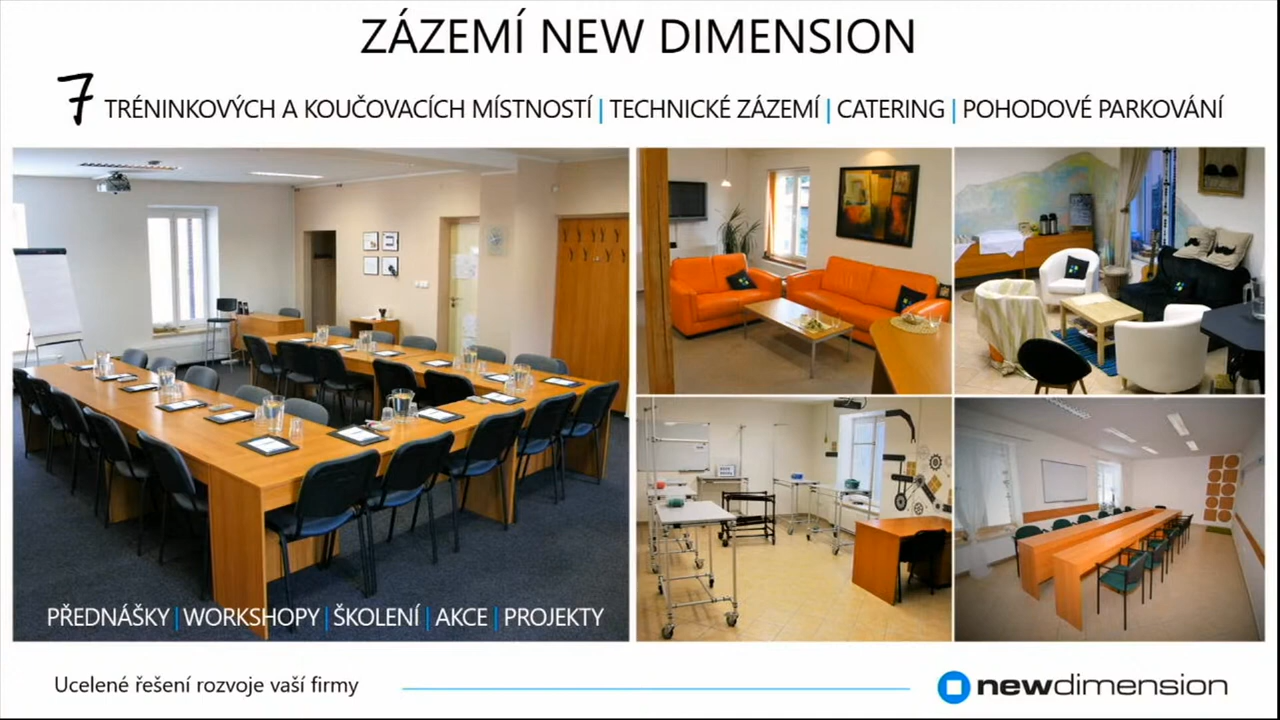 ZÁZEMÍ NEW DIMENSION
7 TRÉNINKOVÝCH A KOUČOVACÍCH MÍSTNOSTÍ | TECHNICKÉ ZÁZEMÍ | CATERING | POHODOVÉ PARKOVÁNÍ
PŘEDNÁŠKY | WORKSHOPY | ŠKOLENÍ | AKCE | PROJEKTY
Ucelené řešení rozvoje vaší firmy
newdimension